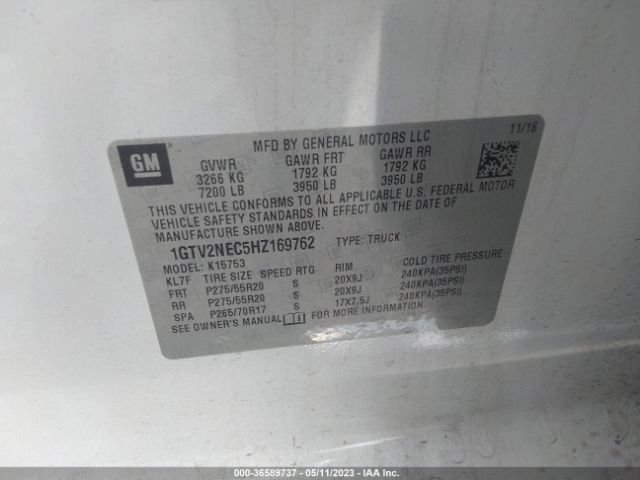 GM
MFD BY GENERAL MOTORS LLC
11/16
GVWR GAWR FRT GAWR RR
3266 KG 1792 KG 1792 KG
7200 LB 3950 LB 3950 LB
THIS VEHICLE CONFORMS TO ALL APPLICABLE U.S. FEDERAL MOTOR
VEHICLE SAFETY STANDARDS IN EFFECT ON THE DATE OF
MANUFACTURE SHOWN ABOVE.
1GTV2NEC5HZ169762 TYPE: TRUCK
MODEL: K15753
KL7F TIRE SIZE SPEED RTG RIM COLD TIRE PRESSURE
FRT P275/55R20 S 20X9J 240KPA(35PSI)
RR P275/55R20 S 20X9J 240KPA(35PSI)
SPA P265/70R17 S 17X7.5J 240KPA(35PSI)
SEE OWNER'S MANUAL i FOR MORE INFORMATION
000-36589737 - 05/11/2023 - IAA Inc.